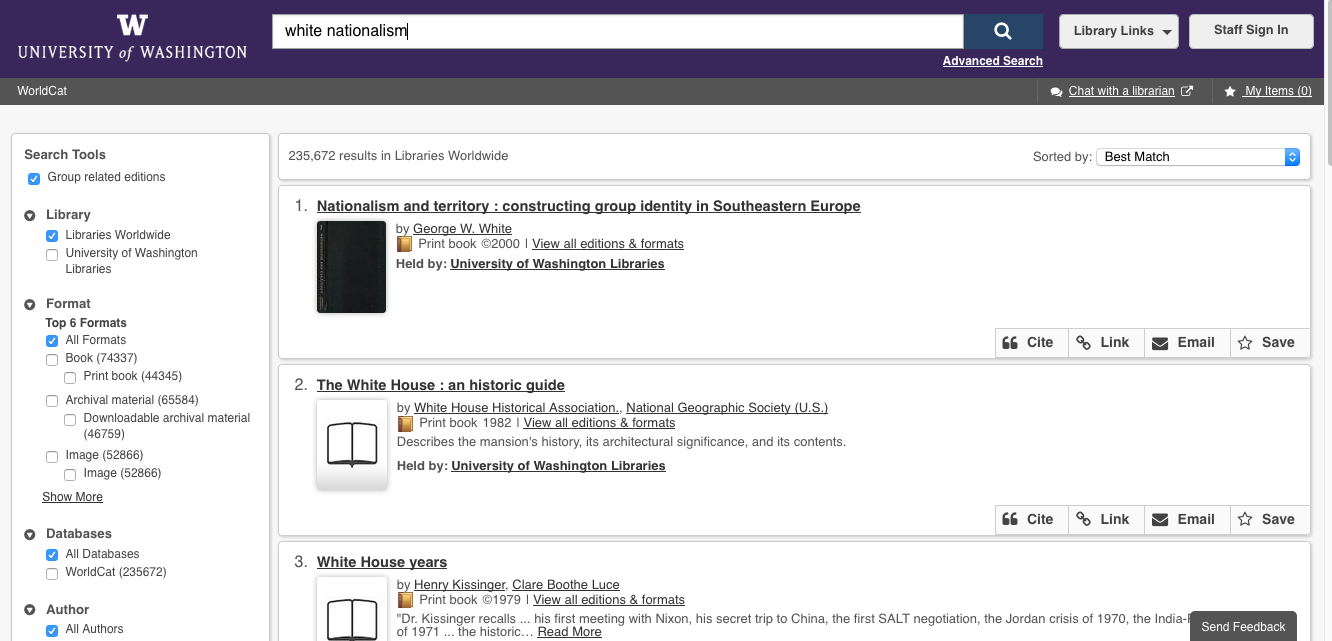 W
UNIVERSITY of WASHINGTON
white nationalism
Library Links
Staff Sign In
Advanced Search
WorldCat
Chat with a librarian
My Items (0)
Search Tools
Group related editions
Library
Libraries Worldwide
University of Washington
Libraries
Format
Top 6 Formats
All Formats
Book (74337)
Print book (44345)
Archival material (65584)
Downloadable archival material
(46759)
Image (52866)
Image (52866)
Show More
Databases
All Databases
WorldCat (235672)
Author
All Authors
235,672 results in Libraries Worldwide
Sorted by: Best Match
1. Nationalism and territory : constructing group identity in Southeastern Europe
by George W. White
Print book ©2000 | View all editions & formats
Held by: University of Washington Libraries
Cite Link Email Save
2. The White House : an historic guide
by White House Historical Association., National Geographic Society (U.S.)
Print book 1982 | View all editions & formats
Describes the mansion's history, its architectural significance, and its contents.
Held by: University of Washington Libraries
Cite Link Email Save
3. White House years
by Henry Kissinger, Clare Boothe Luce
Print book ©1979 | View all editions & formats
"Dr. Kissinger recalls ... his first meeting with Nixon, his secret trip to China, the first SALT negotiation, the Jordan crisis of 1970, the India-
of 1971 ... the historic... Read More
Send Feedback